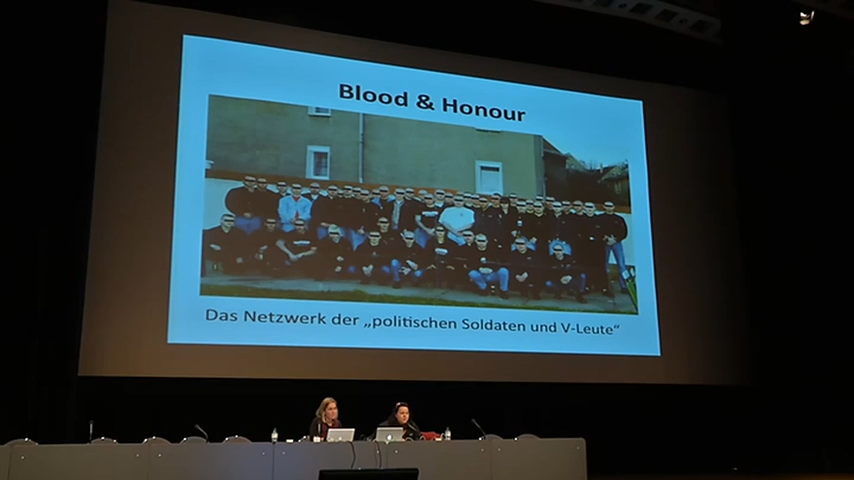 Blood & Honour
Das Netzwerk der „politischen Soldaten und V-Leute“